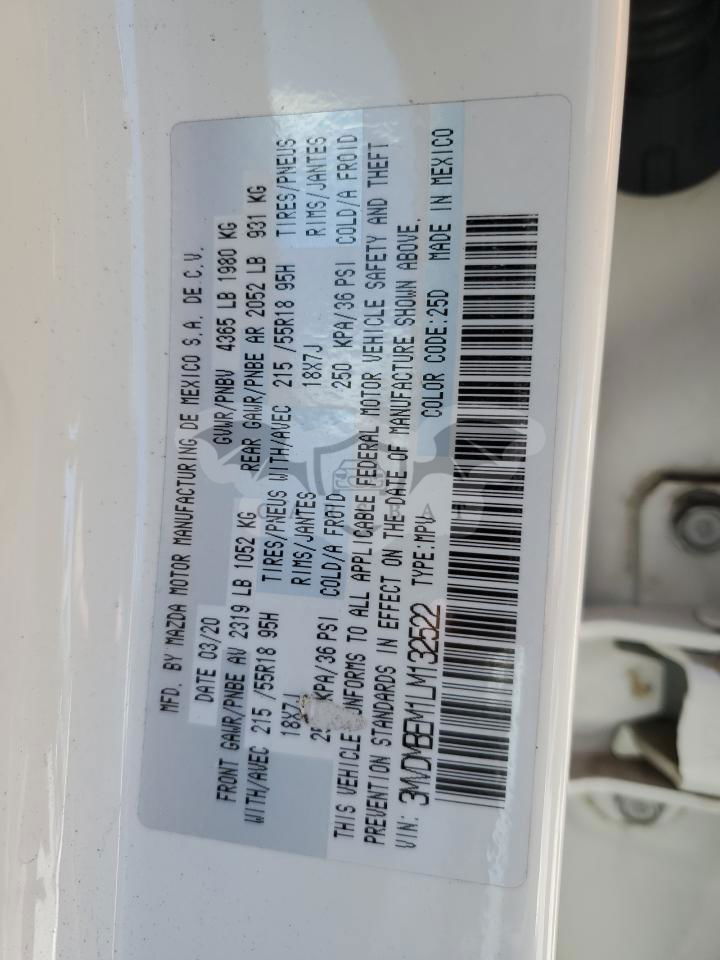 MFD. BY MAZDA MOTOR MANUFACTURING DE MEXICO S.A. DE C.V.
DATE 03/20 GVWR/PNBV 4365 LB 1980 KG
FRONT GAWR/PNBE AV 2319 LB 1052 KG REAR GAWR/PNBE AR 2052 LB 931 KG
WITH/AVEC 215 /55R18 95H TIRES/PNEUS WITH/AVEC 215 /55R18 95H TIRES/PNEUS
18X7J RIMS/JANTES 18X7J RIMS/JANTES
KPA/36 PSI COLD/A FROID 250 KPA/36 PSI COLD/A FROID
THIS VEHICLE ONFORMS TO ALL APPLICABLE FEDERAL MOTOR VEHICLE SAFETY AND THEFT
PREVENTION STANDARDS IN EFFECT ON THE DATE OF MANUFACTURE SHOWN ABOVE.
VIN: 3MVDMBEM1LM132522 TYPE:MPV COLOR CODE:25D MADE IN MEXICO